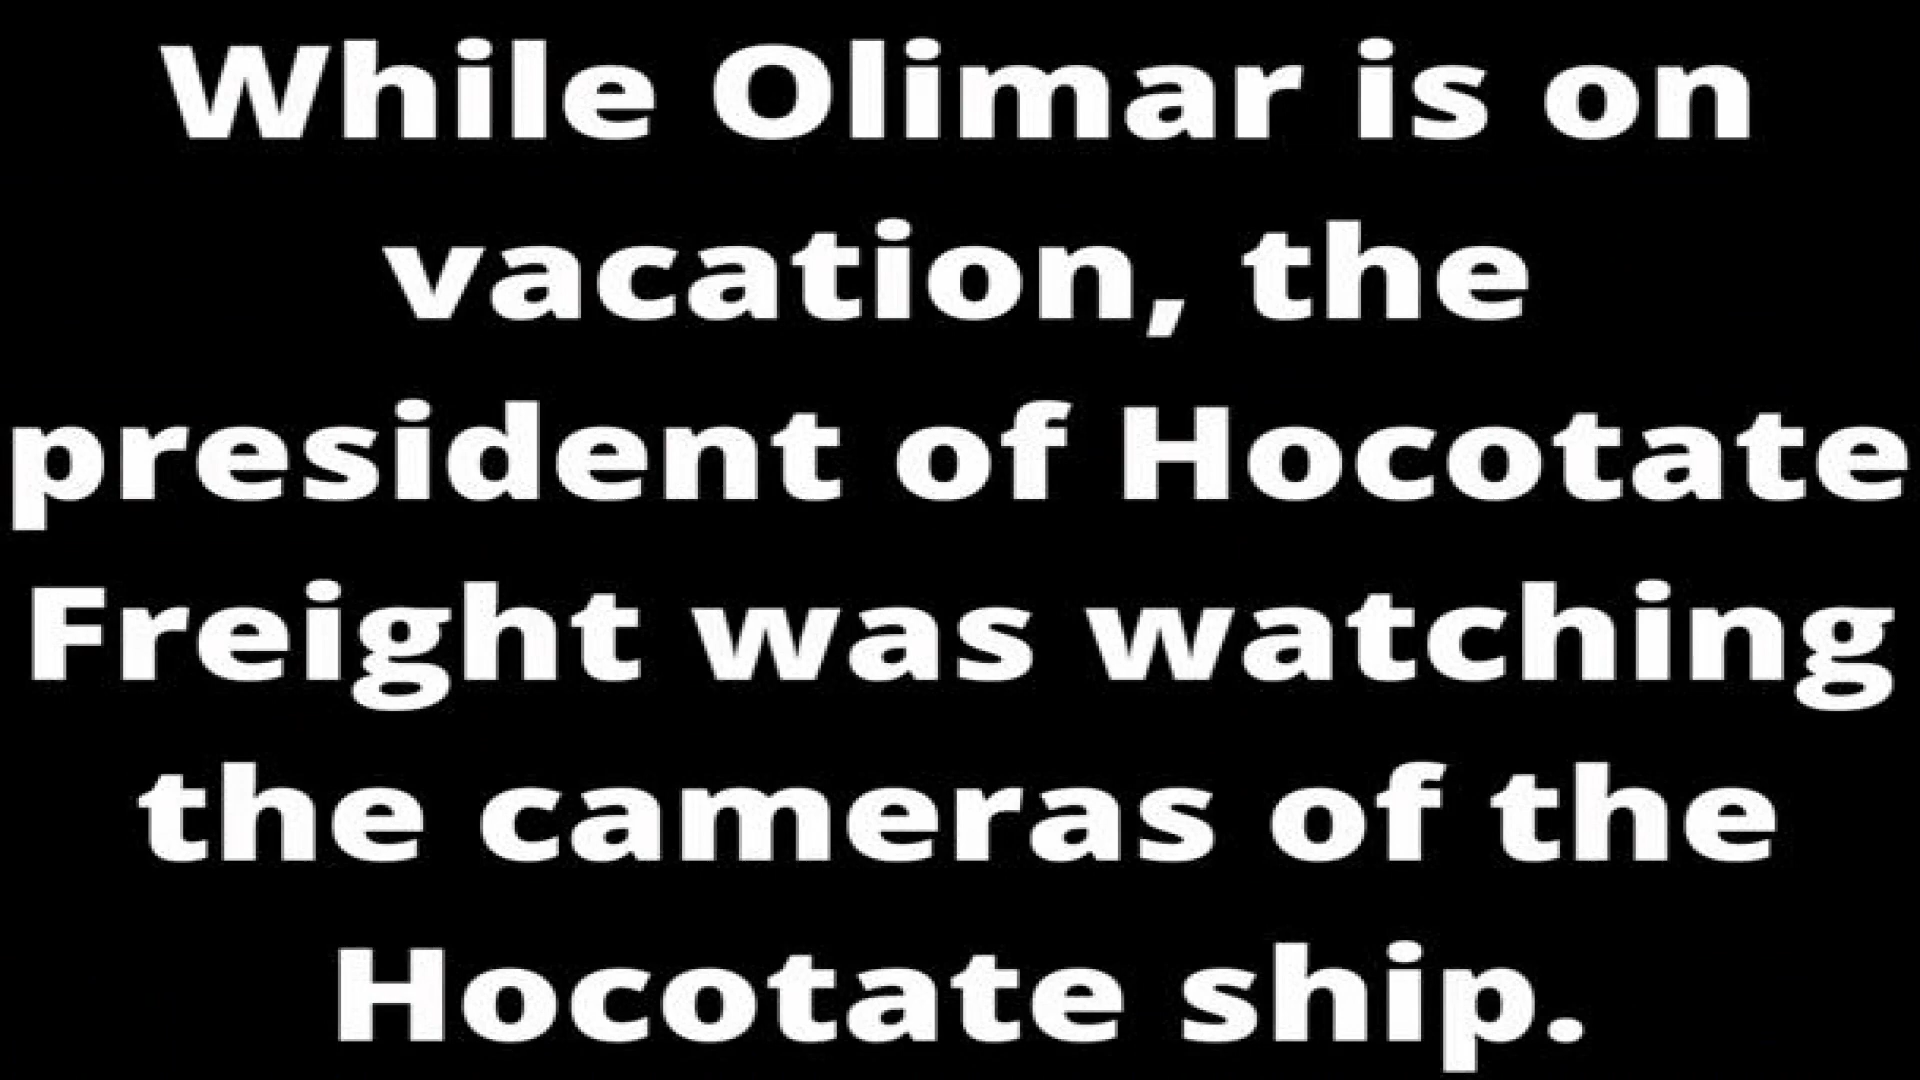 While Olimar is on
vacation, the
president of Hocotate
Freight was watching
the cameras of the
Hocotate ship.